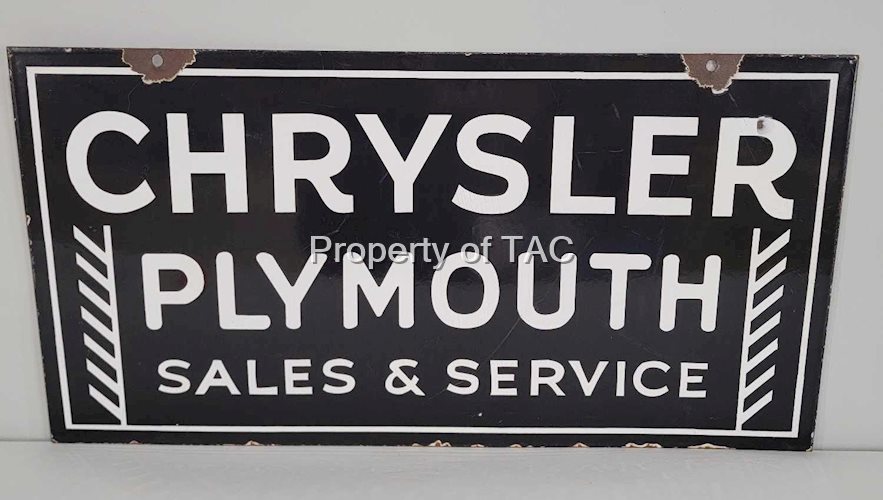 CHRYSLER
Property of TAC
PLYMOUTH
SALES & SERVICE